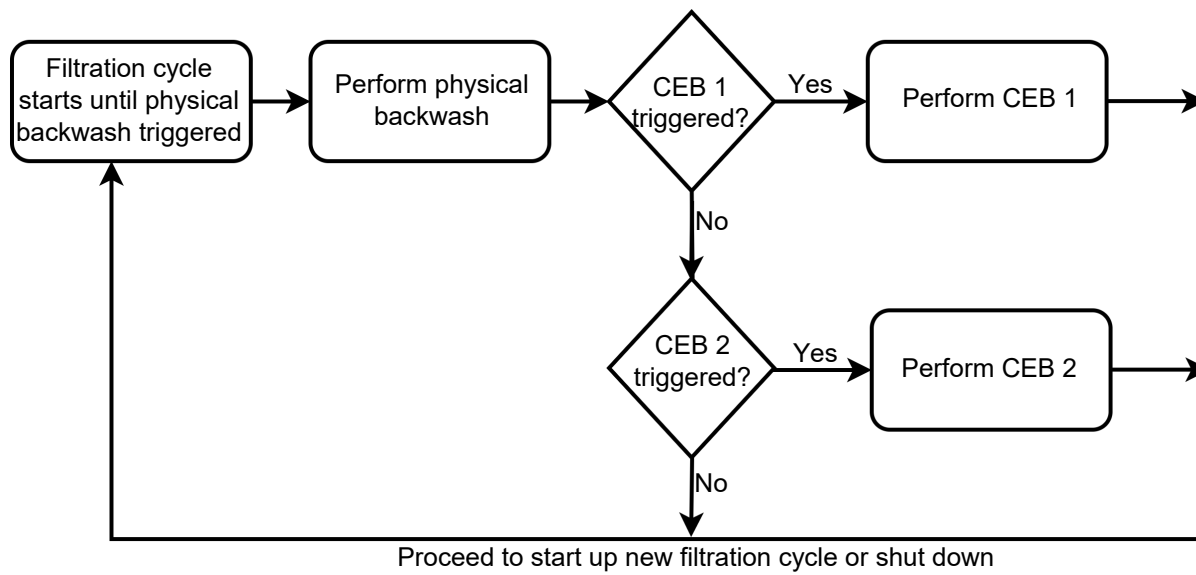 Filtration cycle
starts until physical
backwash triggered
Perform physical
backwash
CEB 1
triggered?
Yes
Perform CEB 1
No
CEB 2
triggered?
Yes
Perform CEB 2
No
Proceed to start up new filtration cycle or shut down